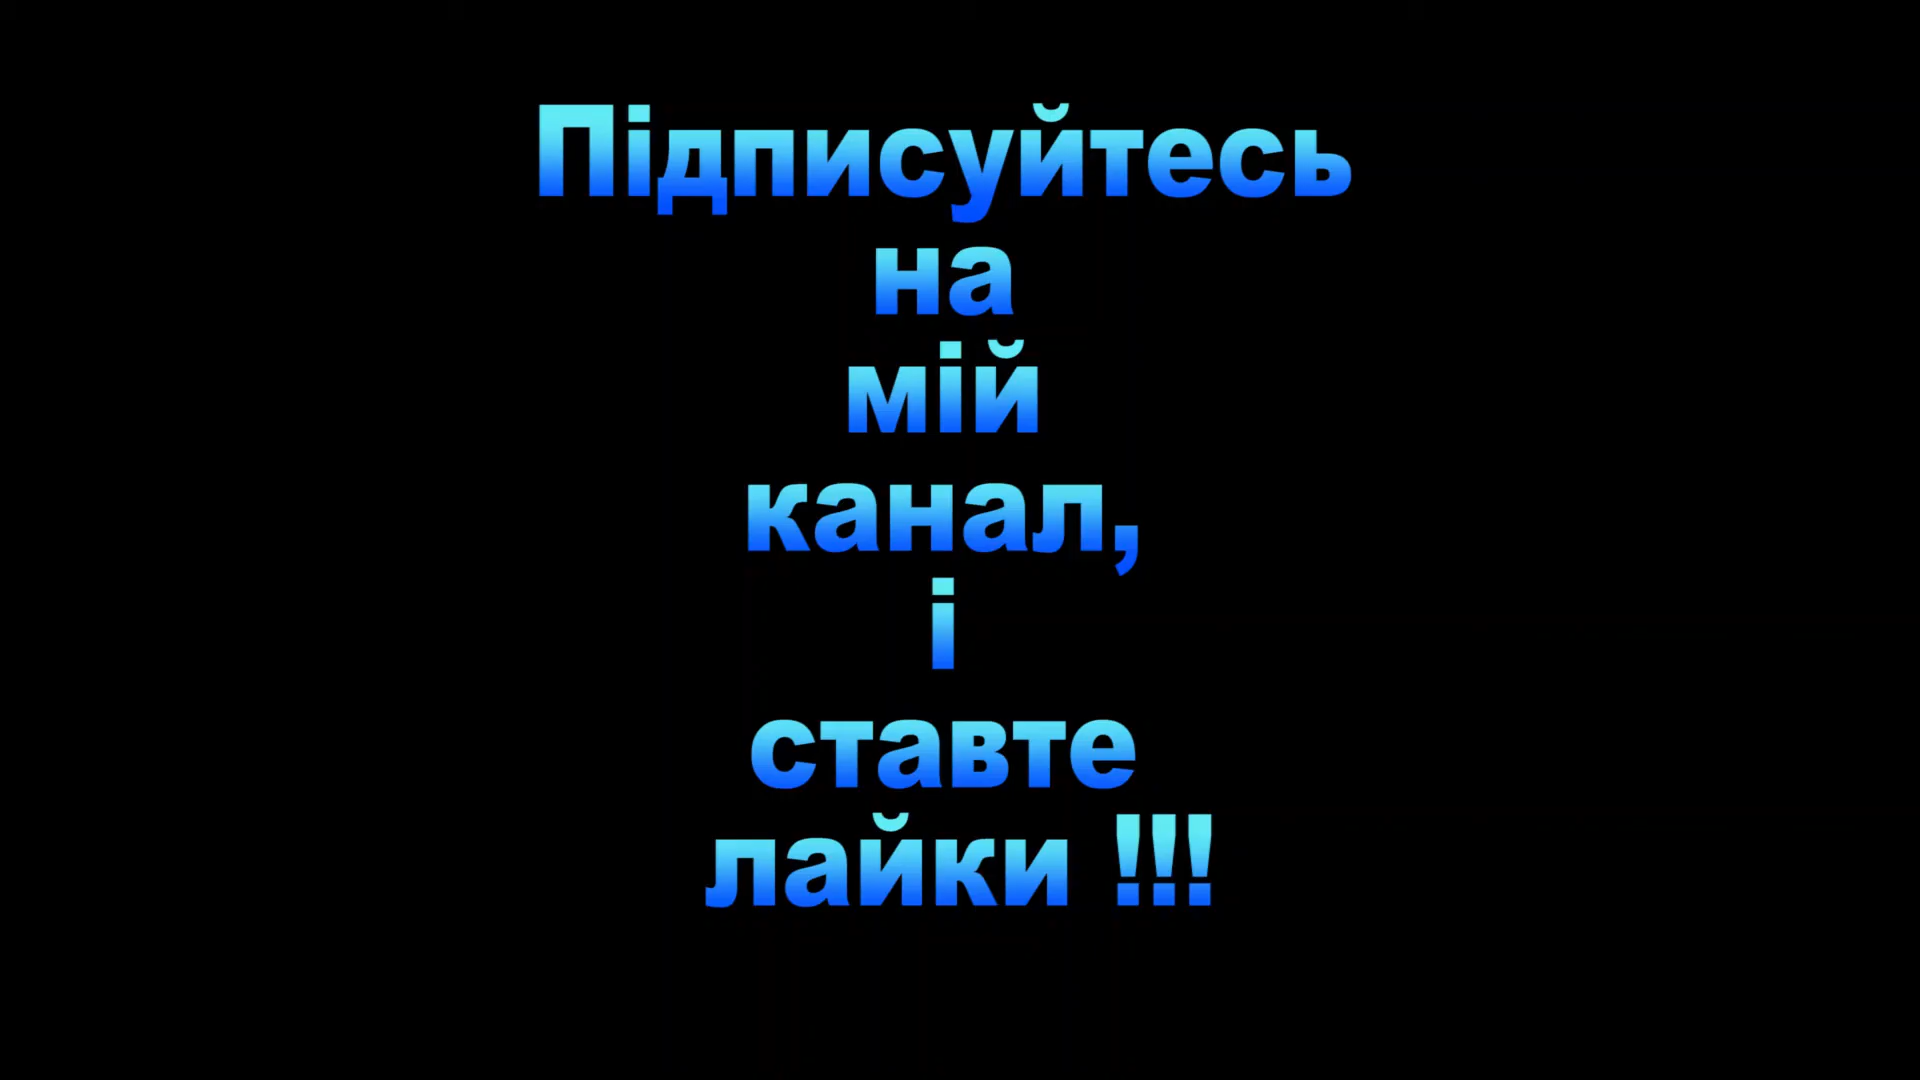 Підписуйтесь
на
мій
канал,
і
ставте
лайки !!!